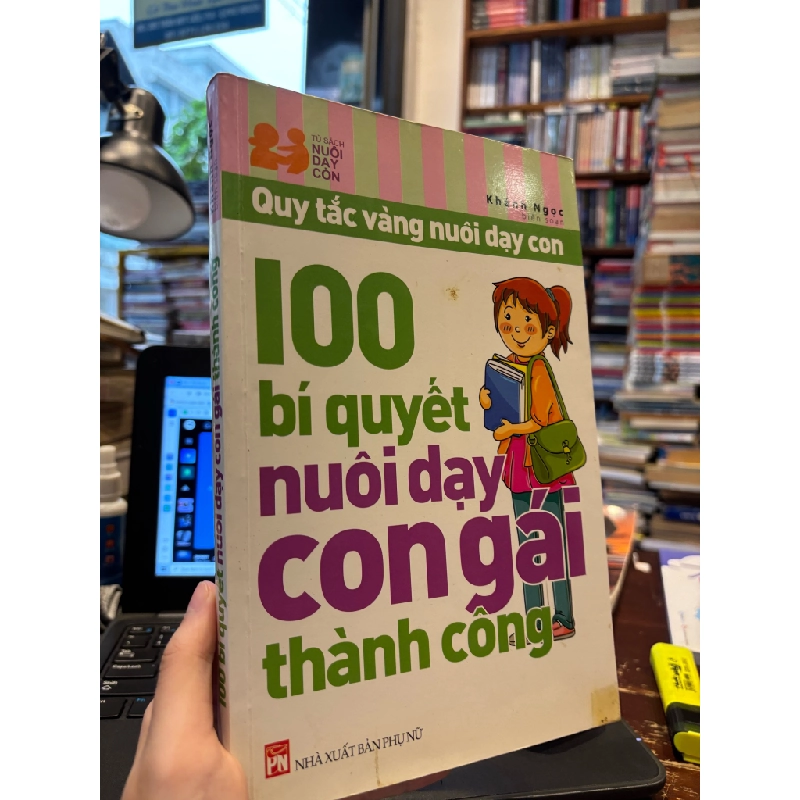 TỦ SÁCH
NUÔI
DẠY
CON
Khánh Ngọc
biên soạn
Quy tắc vàng nuôi dạy con
100
bí quyết
nuôi dạy
con gái
thành công
PN
NHÀ XUẤT BẢN PHỤ NỮ
100 bí quyết nuôi dạy con gái thành công